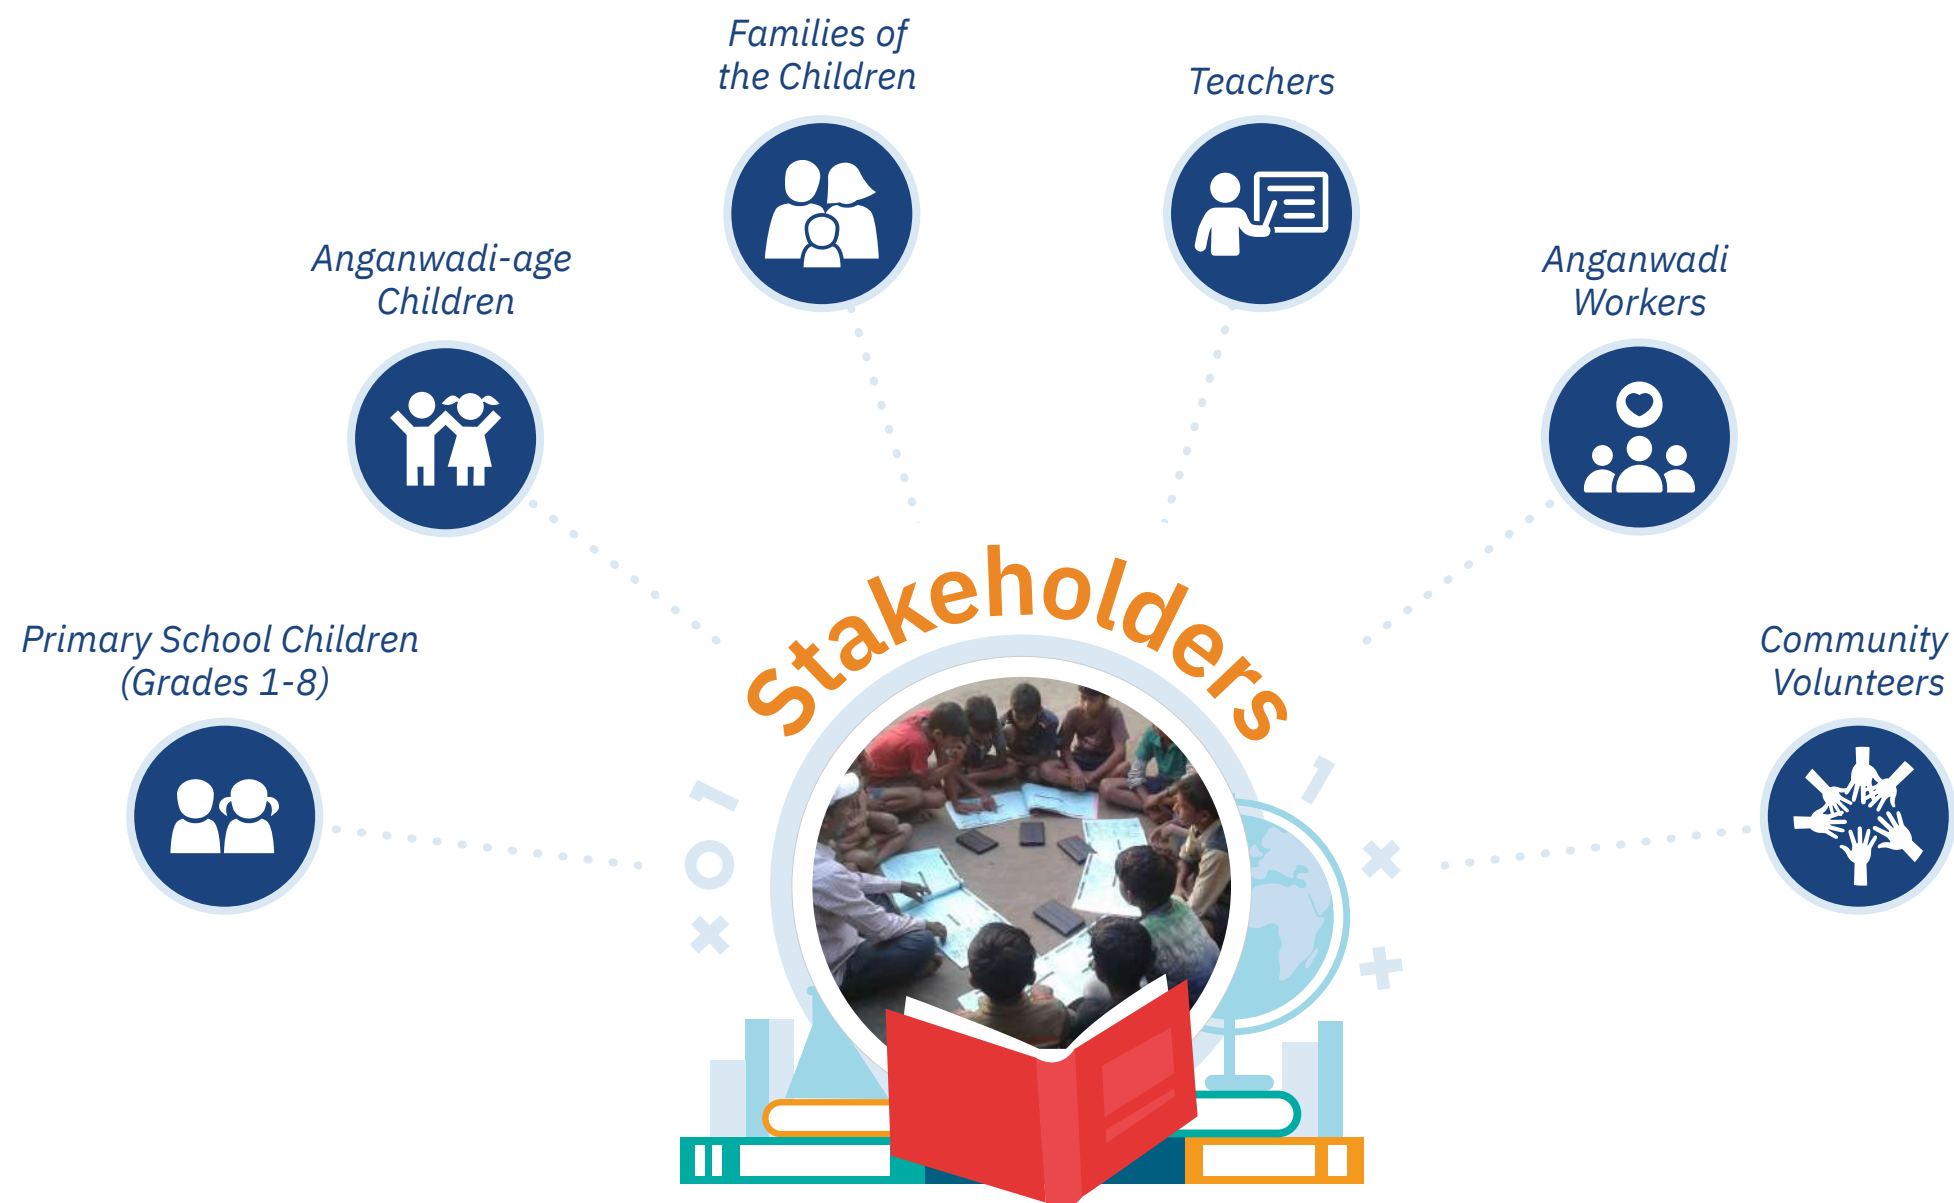 Families of
the Children
Teachers
Anganwadi-age
Children
Anganwadi
Workers
Primary School Children
(Grades 1-8)
Community
Volunteers
Stakeholders